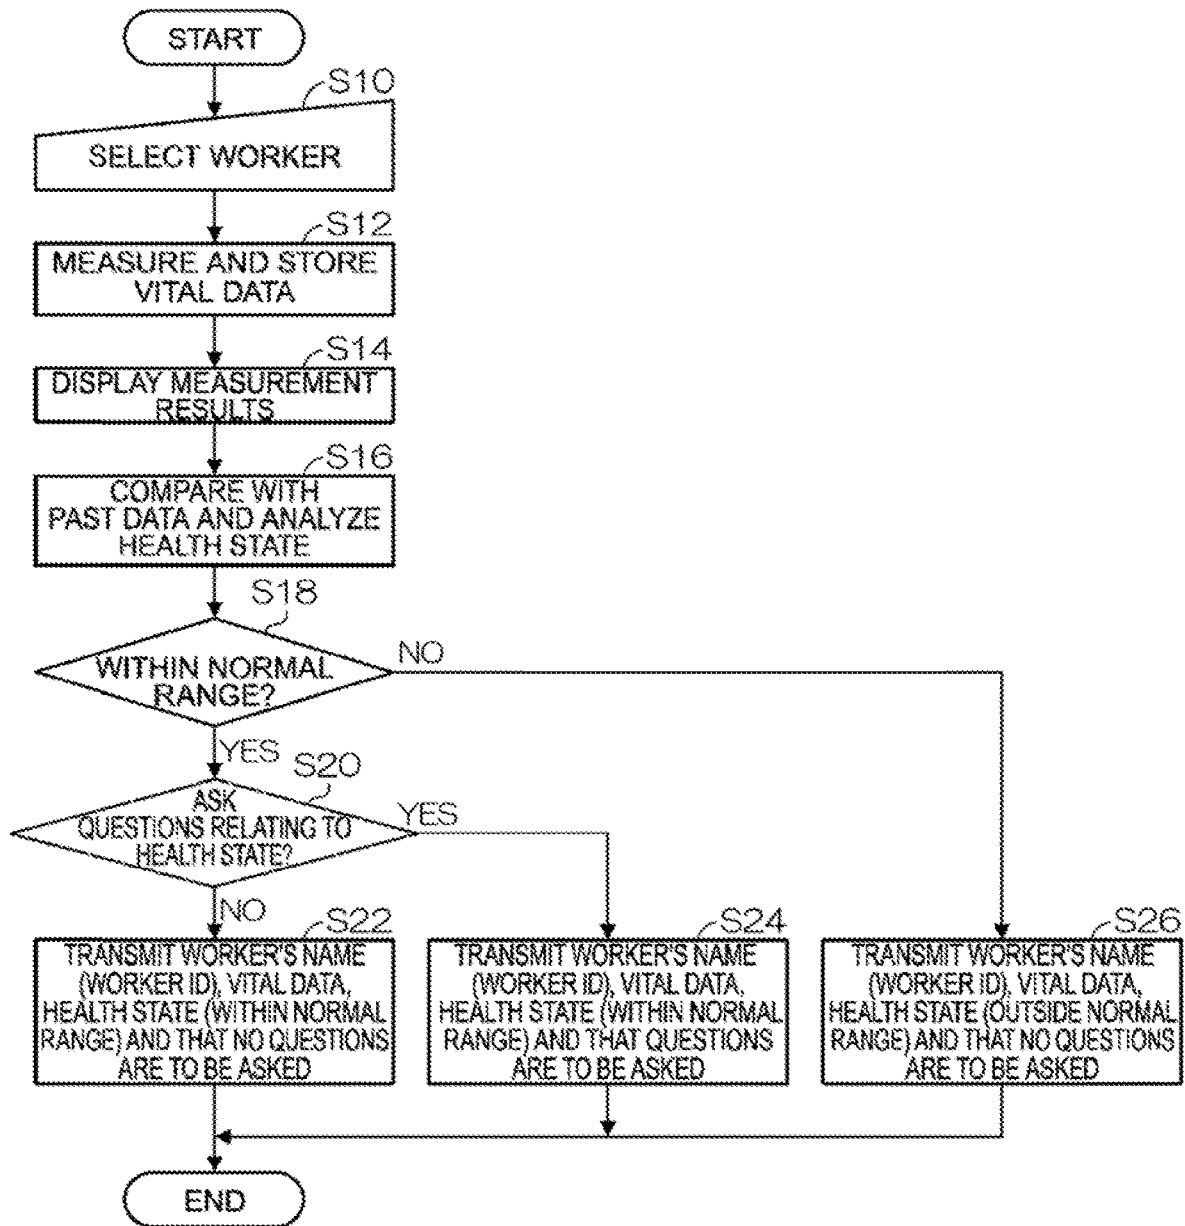 START
S10
SELECT WORKER
S12
MEASURE AND STORE
VITAL DATA
S14
DISPLAY MEASUREMENT
RESULTS
S16
COMPARE WITH
PAST DATA AND ANALYZE
HEALTH STATE
S18
WITHIN NORMAL
RANGE?
NO
YES
S20
ASK
QUESTIONS RELATING TO
HEALTH STATE?
YES
NO
S22
TRANSMIT WORKER'S NAME
(WORKER ID), VITAL DATA,
HEALTH STATE (WITHIN NORMAL
RANGE) AND THAT NO QUESTIONS
ARE TO BE ASKED
S24
TRANSMIT WORKER'S NAME
(WORKER ID), VITAL DATA,
HEALTH STATE (WITHIN NORMAL
RANGE) AND THAT QUESTIONS
ARE TO BE ASKED
S26
TRANSMIT WORKER'S NAME
(WORKER ID), VITAL DATA,
HEALTH STATE (OUTSIDE NORMAL
RANGE) AND THAT NO QUESTIONS
ARE TO BE ASKED
END